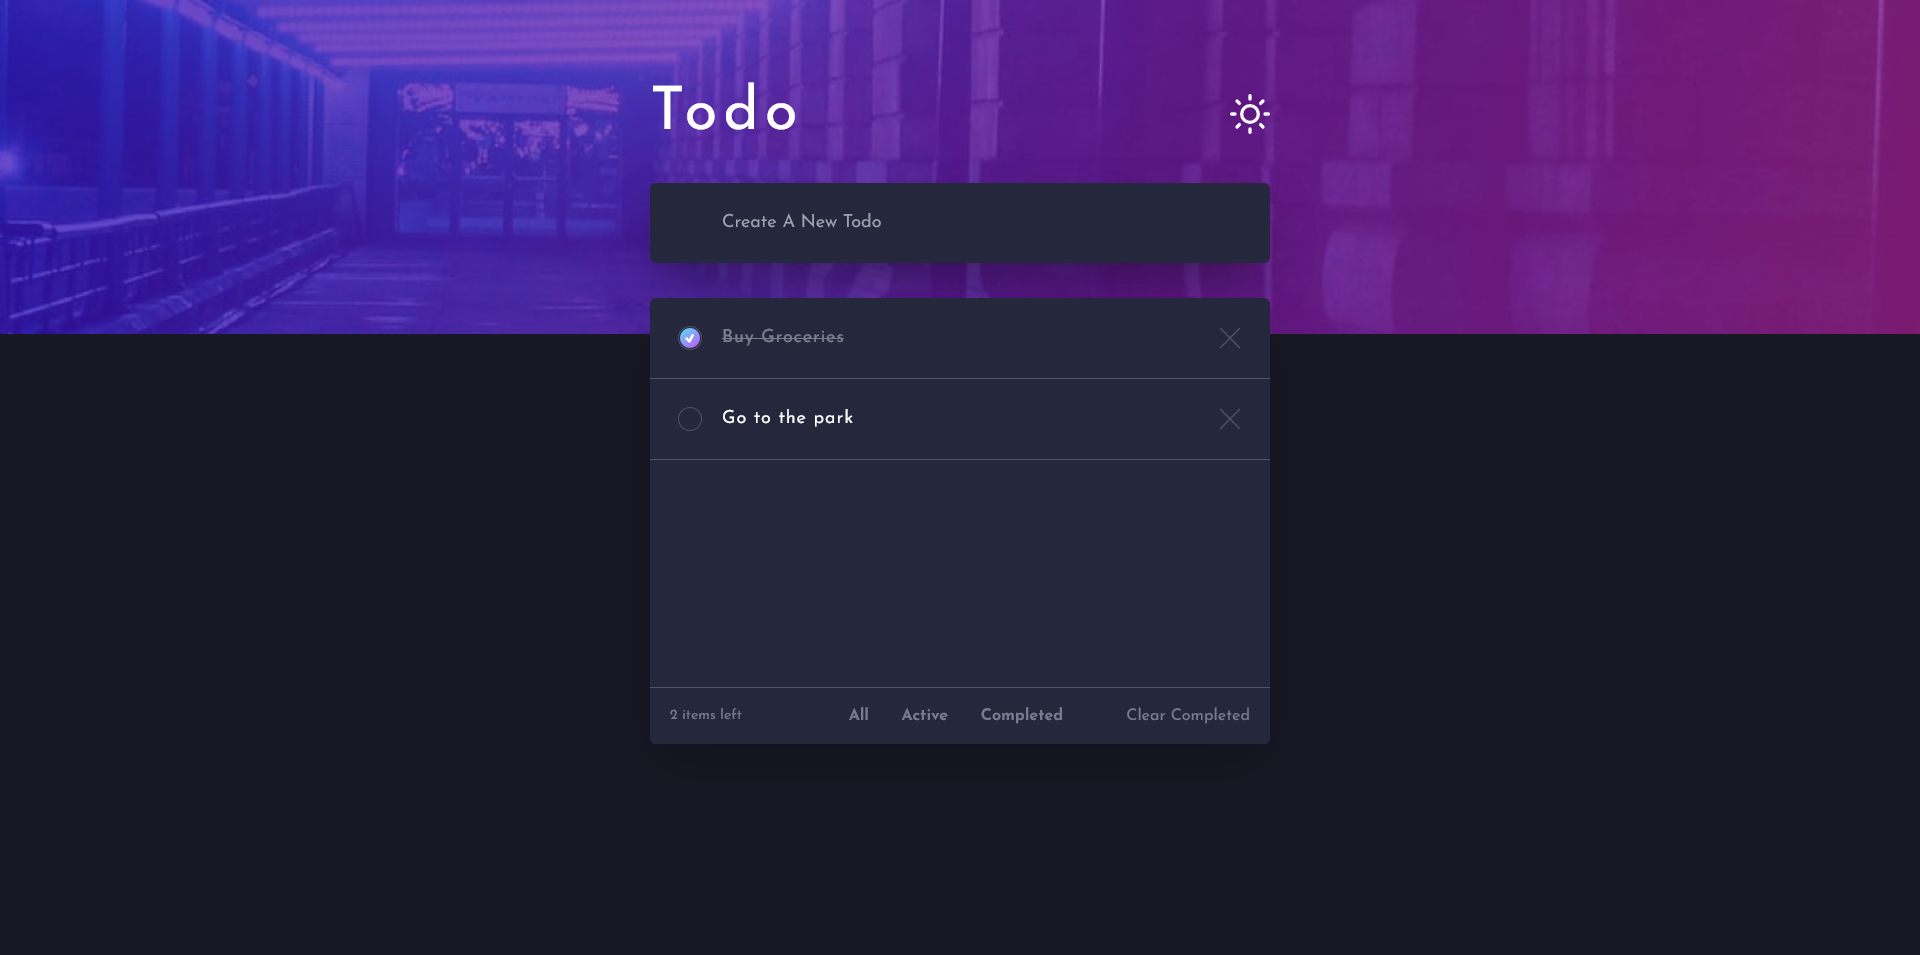 Todo
Create A New Todo
Buy Groceries
Go to the park
2 items left All Active Completed Clear Completed